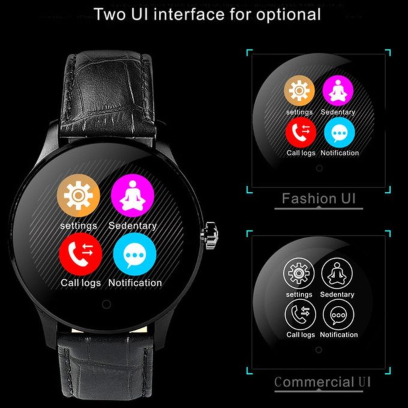 Two UI interface for optional
settings Sedentary
Call logs Notification
settings Sedentary
Call logs Notification
Fashion UI
settings Sedentary
Call logs Notification
Commercial UI